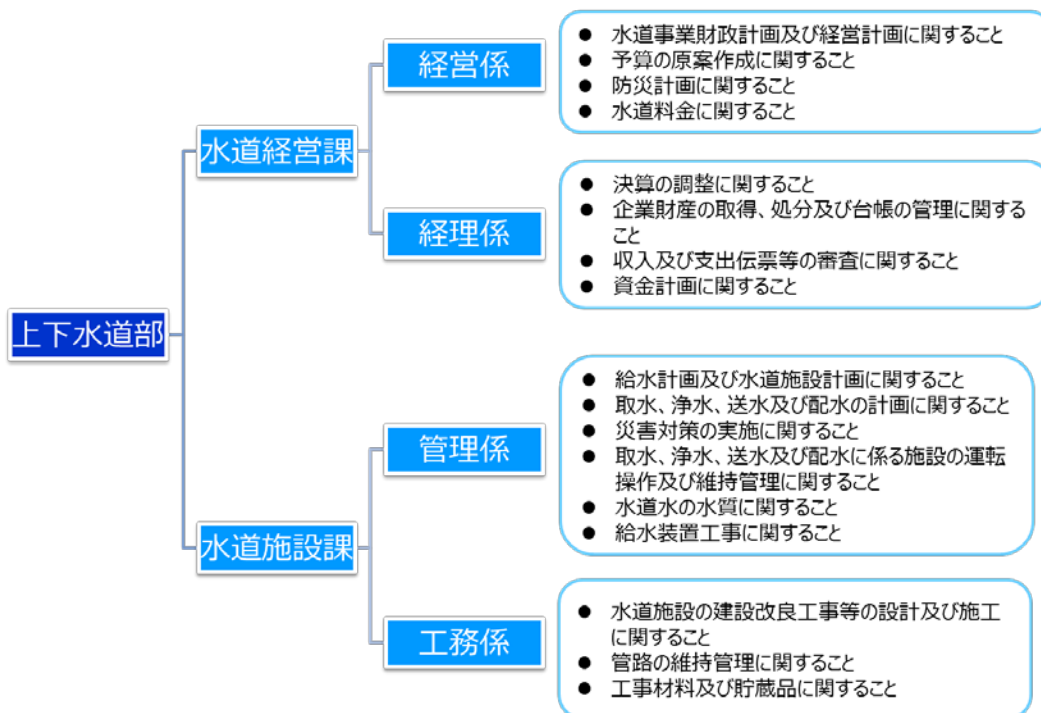 上下水道部
水道経営課
経営係
● 水道事業財政計画及び経営計画に関すること
● 予算の原案作成に関すること
● 防災計画に関すること
● 水道料金に関すること
経理係
● 決算の調整に関すること
● 企業財産の取得、処分及び台帳の管理に関する
こと
● 収入及び支出伝票等の審査に関すること
● 資金計画に関すること
水道施設課
管理係
● 給水計画及び水道施設計画に関すること
● 取水、浄水、送水及び配水の計画に関すること
● 災害対策の実施に関すること
● 取水、浄水、送水及び配水に係る施設の運転
操作及び維持管理に関すること
● 水道水の水質に関すること
● 給水装置工事に関すること
工務係
● 水道施設の建設改良工事等の設計及び施工
に関すること
● 管路の維持管理に関すること
● 工事材料及び貯蔵品に関すること